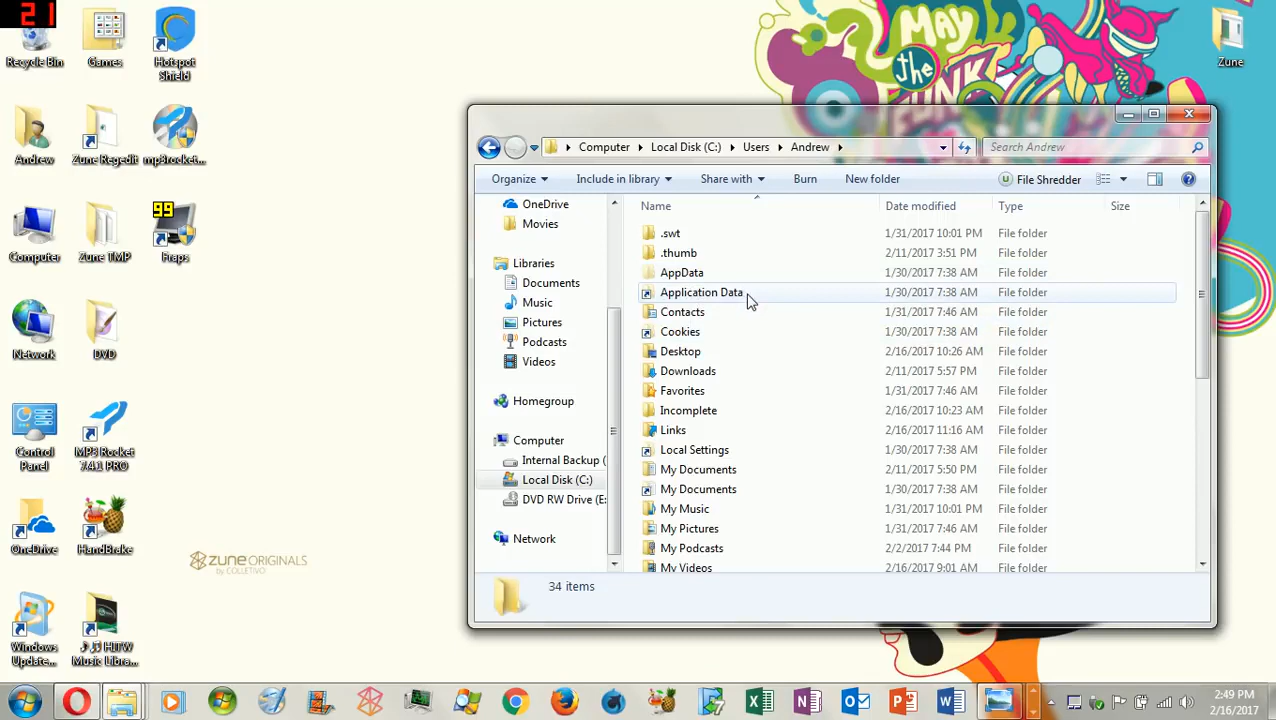 21
Recycle Bin
Games
Hotspot
Shield
Zune
MAY
the
FUNK
Andrew
Zune Regedit
mp3rocket...
Computer
Zune TMP
99
Fraps
Network
DVD
Control
Panel
MP3 Rocket
7.4.1 PRO
OneDrive
HandBrake
Windows
Update...
♪♫ HITW
Music Libra...
ZUNE ORIGINALS
BY COLLETIVO
Computer
Local Disk (C:)
Users
Andrew
Search Andrew
Organize
Include in library
Share with
Burn
New folder
File Shredder
OneDrive
Movies
Libraries
Documents
Music
Pictures
Podcasts
Videos
Homegroup
Computer
Internal Backup (
Local Disk (C:)
DVD RW Drive (E:
Network
Name Date modified Type Size
.swt 1/31/2017 10:01 PM File folder
.thumb 2/11/2017 3:51 PM File folder
AppData 1/30/2017 7:38 AM File folder
Application Data 1/30/2017 7:38 AM File folder
Contacts 1/31/2017 7:46 AM File folder
Cookies 1/30/2017 7:38 AM File folder
Desktop 2/16/2017 10:26 AM File folder
Downloads 2/11/2017 5:57 PM File folder
Favorites 1/31/2017 7:46 AM File folder
Incomplete 2/16/2017 10:23 AM File folder
Links 2/16/2017 11:16 AM File folder
Local Settings 1/30/2017 7:38 AM File folder
My Documents 2/11/2017 5:50 PM File folder
My Documents 1/30/2017 7:38 AM File folder
My Music 1/31/2017 10:01 PM File folder
My Pictures 1/31/2017 7:46 AM File folder
My Podcasts 2/2/2017 7:44 PM File folder
My Videos 2/16/2017 9:01 AM File folder
34 items
2:49 PM
2/16/2017